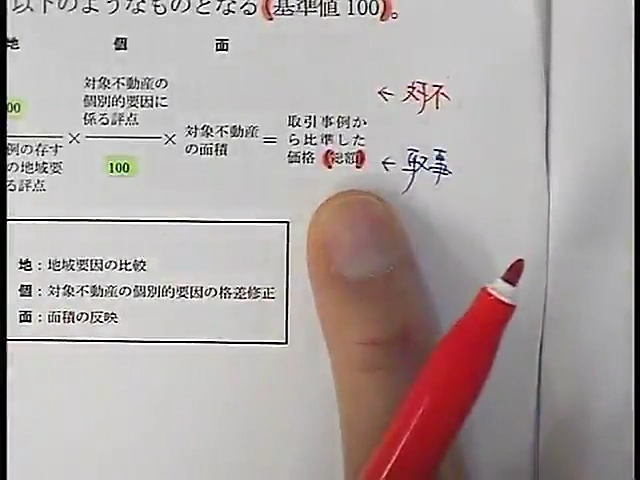 以下のようなものとなる(基準値100)。
地 個 面
対象不動産の
個別的要因に
係る評点
00
100
例の存す
の地域要
る評点
×
×
対象不動産
の面積
=
取引事例か
ら比準した
価格(総額)
←対不
←取事
地:地域要因の比較
個:対象不動産の個別的要因の格差修正
面:面積の反映